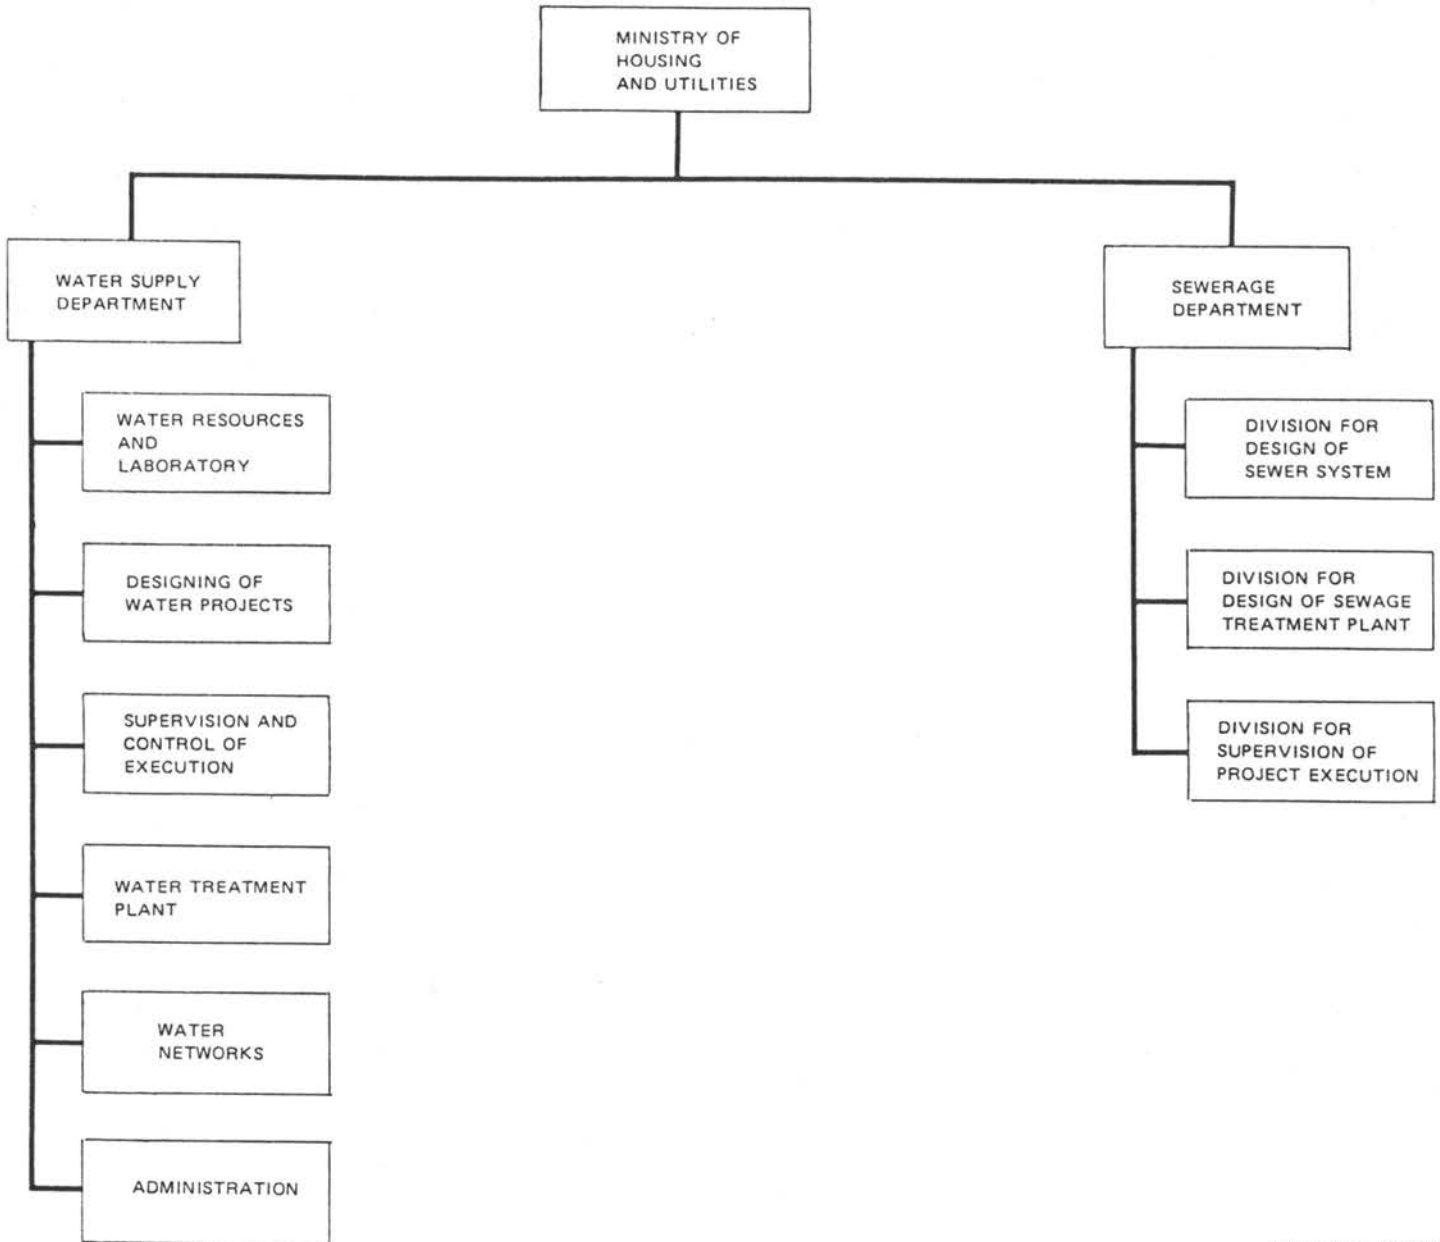 MINISTRY OF
HOUSING
AND UTILITIES
WATER SUPPLY
DEPARTMENT
WATER RESOURCES
AND
LABORATORY
DESIGNING OF
WATER PROJECTS
SUPERVISION AND
CONTROL OF
EXECUTION
WATER TREATMENT
PLANT
WATER
NETWORKS
ADMINISTRATION
SEWERAGE
DEPARTMENT
DIVISION FOR
DESIGN OF
SEWER SYSTEM
DIVISION FOR
DESIGN OF SEWAGE
TREATMENT PLANT
DIVISION FOR
SUPERVISION OF
PROJECT EXECUTION